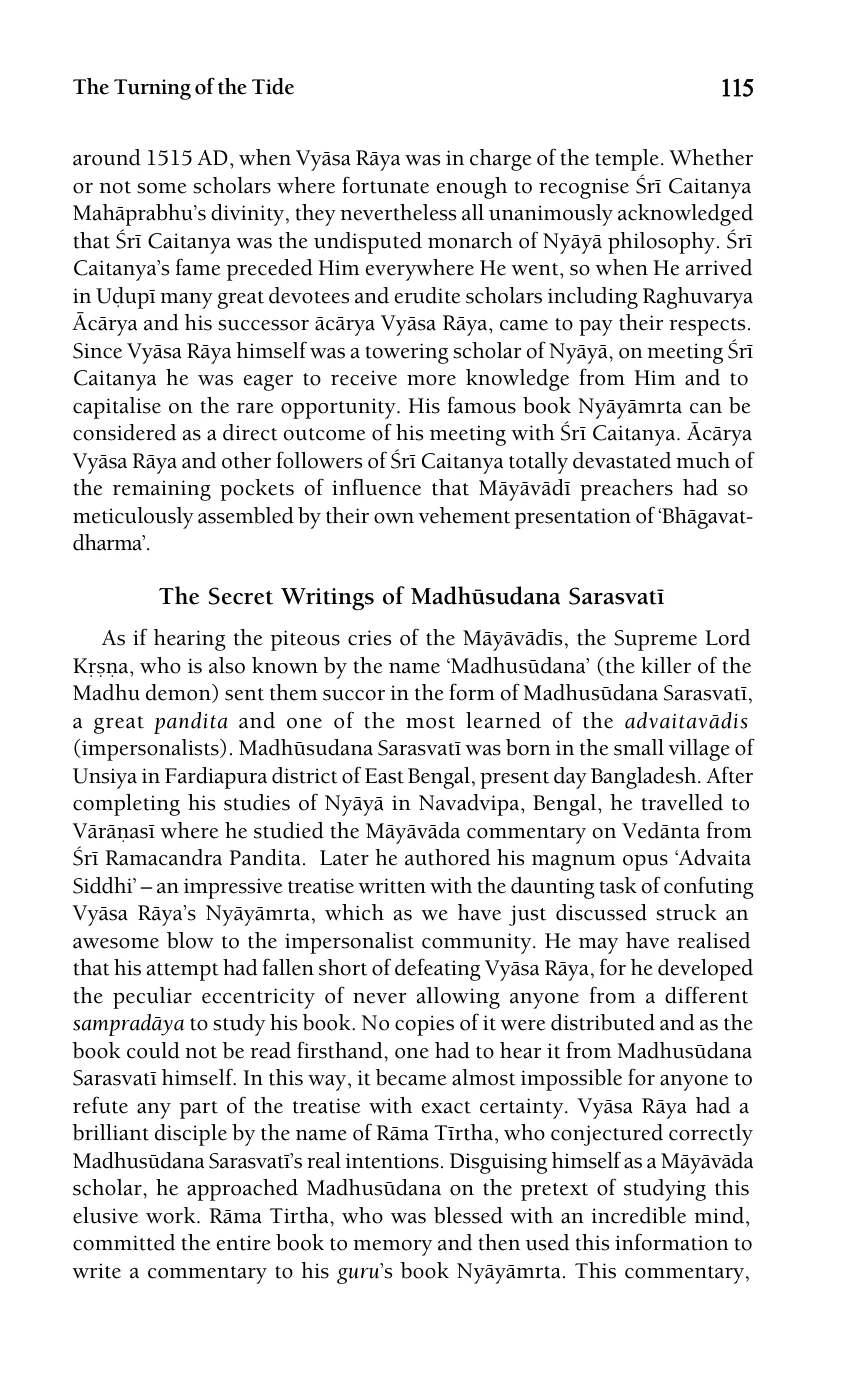 The Turning of the Tide 115
around 1515 AD, when Vyāsa Rāya was in charge of the temple. Whether
or not some scholars where fortunate enough to recognise Śrī Caitanya
Mahāprabhu's divinity, they nevertheless all unanimously acknowledged
that Śrī Caitanya was the undisputed monarch of Nyāyā philosophy. Śrī
Caitanya's fame preceded Him everywhere He went, so when He arrived
in Uḍupī many great devotees and erudite scholars including Raghuvarya
Ācārya and his successor ācārya Vyāsa Rāya, came to pay their respects.
Since Vyāsa Rāya himself was a towering scholar of Nyāyā, on meeting Śrī
Caitanya he was eager to receive more knowledge from Him and to
capitalise on the rare opportunity. His famous book Nyāyāmrta can be
considered as a direct outcome of his meeting with Śrī Caitanya. Ācārya
Vyāsa Rāya and other followers of Śrī Caitanya totally devastated much of
the remaining pockets of influence that Māyāvādī preachers had so
meticulously assembled by their own vehement presentation of 'Bhāgavat-
dharma'.
The Secret Writings of Madhūsudana Sarasvatī
As if hearing the piteous cries of the Māyāvādīs, the Supreme Lord
Kṛṣṇa, who is also known by the name 'Madhusūdana' (the killer of the
Madhu demon) sent them succor in the form of Madhusūdana Sarasvatī,
a great pandita and one of the most learned of the advaitavādis
(impersonalists). Madhūsudana Sarasvatī was born in the small village of
Unsiya in Fardiapura district of East Bengal, present day Bangladesh. After
completing his studies of Nyāyā in Navadvipa, Bengal, he travelled to
Vārāṇasī where he studied the Māyāvāda commentary on Vedānta from
Śrī Ramacandra Pandita. Later he authored his magnum opus 'Advaita
Siddhi' – an impressive treatise written with the daunting task of confuting
Vyāsa Rāya's Nyāyāmrta, which as we have just discussed struck an
awesome blow to the impersonalist community. He may have realised
that his attempt had fallen short of defeating Vyāsa Rāya, for he developed
the peculiar eccentricity of never allowing anyone from a different
sampradāya to study his book. No copies of it were distributed and as the
book could not be read firsthand, one had to hear it from Madhusūdana
Sarasvatī himself. In this way, it became almost impossible for anyone to
refute any part of the treatise with exact certainty. Vyāsa Rāya had a
brilliant disciple by the name of Rāma Tīrtha, who conjectured correctly
Madhusūdana Sarasvatī's real intentions. Disguising himself as a Māyāvāda
scholar, he approached Madhusūdana on the pretext of studying this
elusive work. Rāma Tirtha, who was blessed with an incredible mind,
committed the entire book to memory and then used this information to
write a commentary to his guru's book Nyāyāmrta. This commentary,